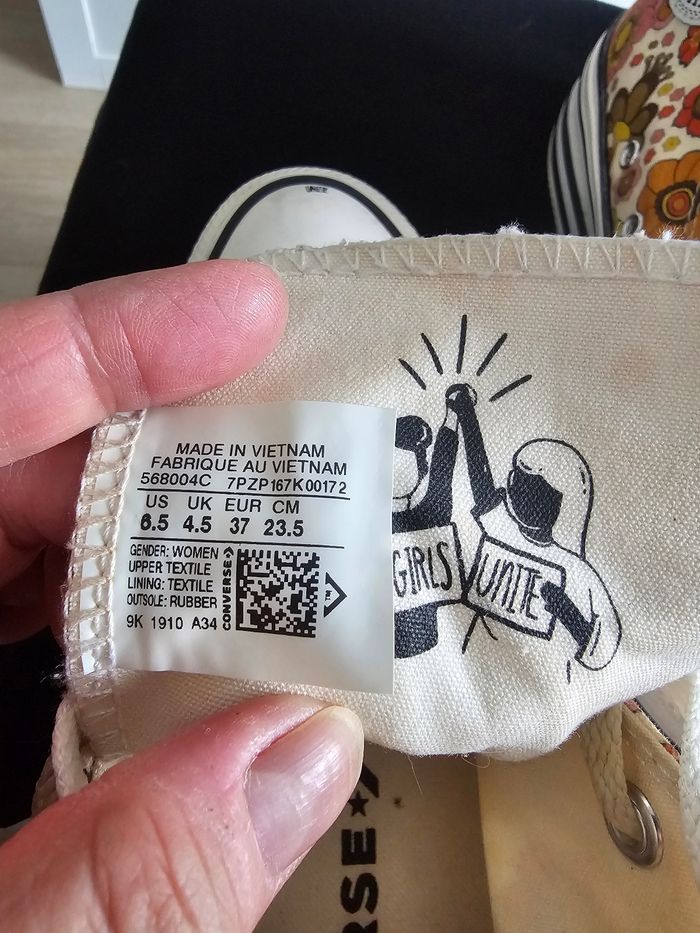 MADE IN VIETNAM
FABRIQUE AU VIETNAM
568004C 7PZP167K00172
US UK EUR CM
6.5 4.5 37 23.5
GENDER: WOMEN
UPPER TEXTILE
LINING: TEXTILE
OUTSOLE: RUBBER
9K 1910 A34
CONVERSE
TM
GIRLS
UNITE